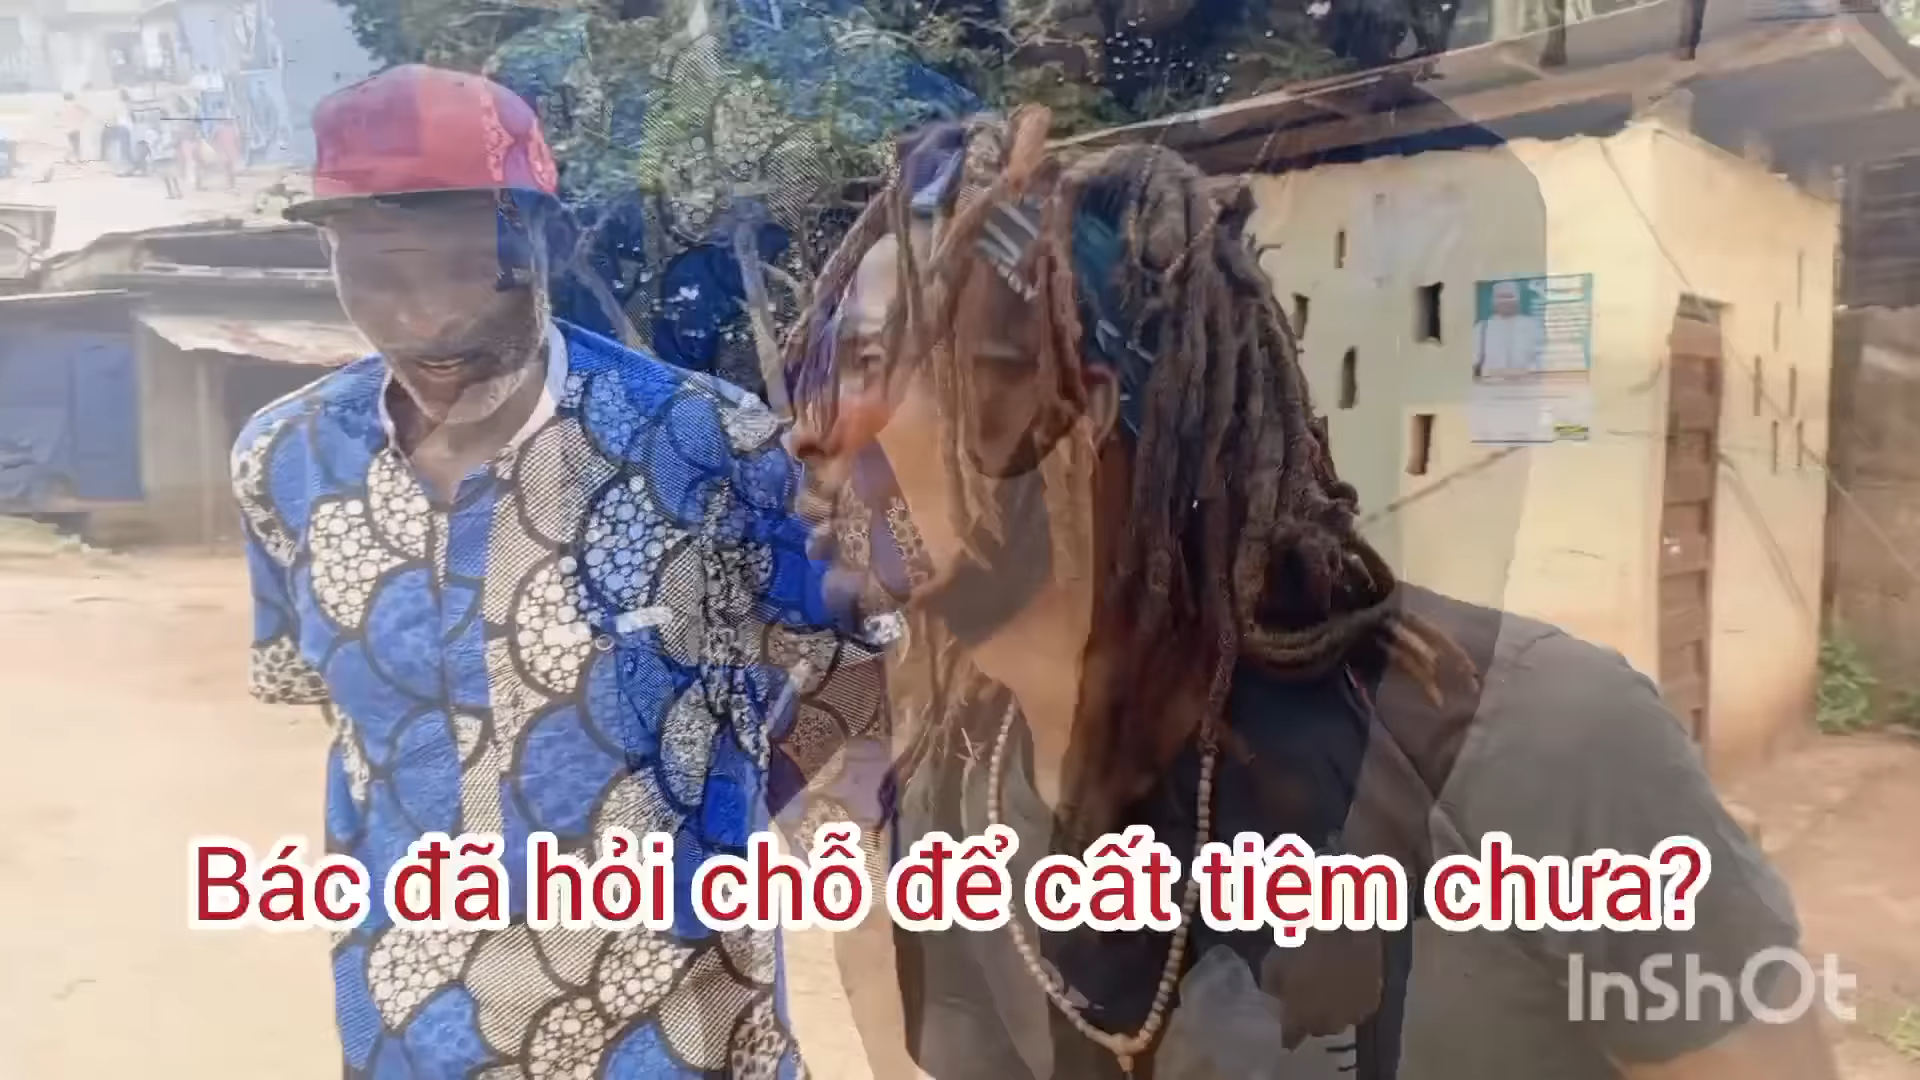 Bác đã hỏi chỗ để cất tiệm chưa?
InShOt